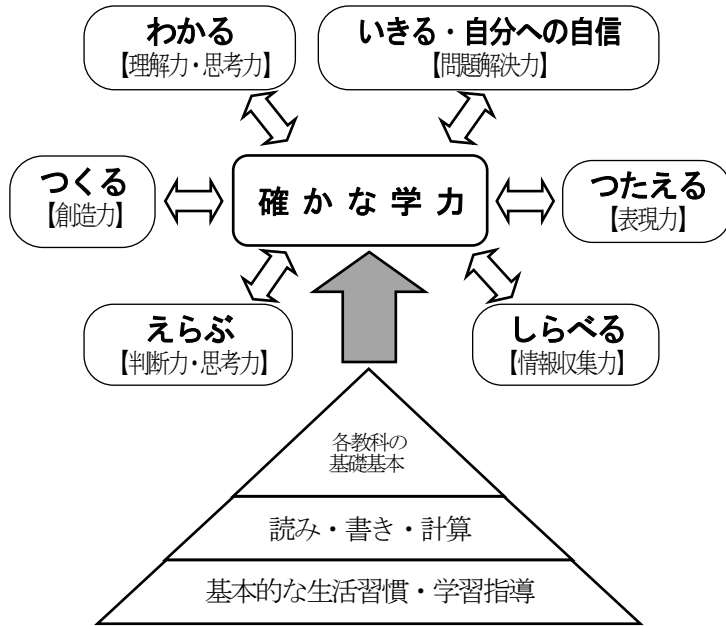 わかる
【理解力・思考力】
いきる・自分への自信
【問題解決力】
つくる
【創造力】
確かな学力
つたえる
【表現力】
えらぶ
【判断力・思考力】
しらべる
【情報収集力】
各教科の
基礎基本
読み・書き・計算
基本的な生活習慣・学習指導